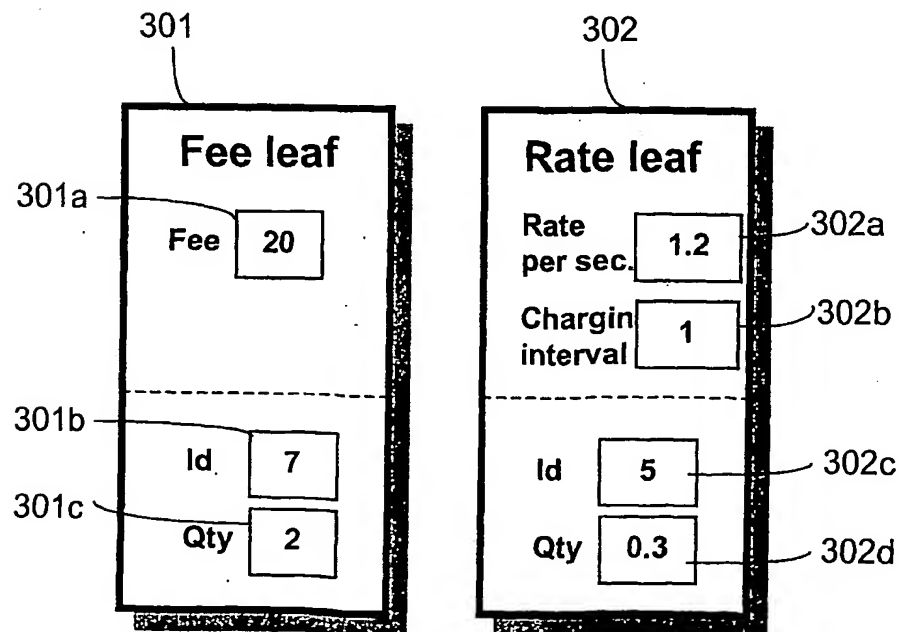 301
302
Fee leaf
Rate leaf
301a
Fee
20
Rate
per sec.
1.2
302a
Chargin
interval
1
302b
301b
Id
7
301c
Qty
2
Id
5
302c
Qty
0.3
302d